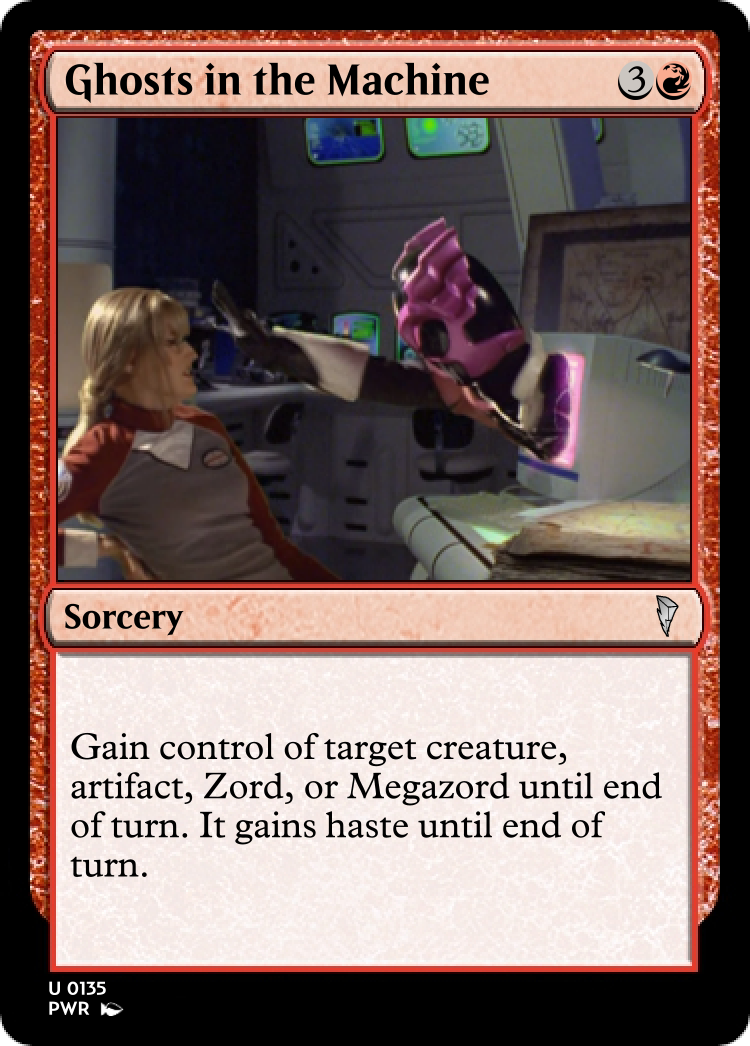 Ghosts in the Machine 3
Sorcery
Gain control of target creature,
artifact, Zord, or Megazord until end
of turn. It gains haste until end of
turn.
U 0135
PWR